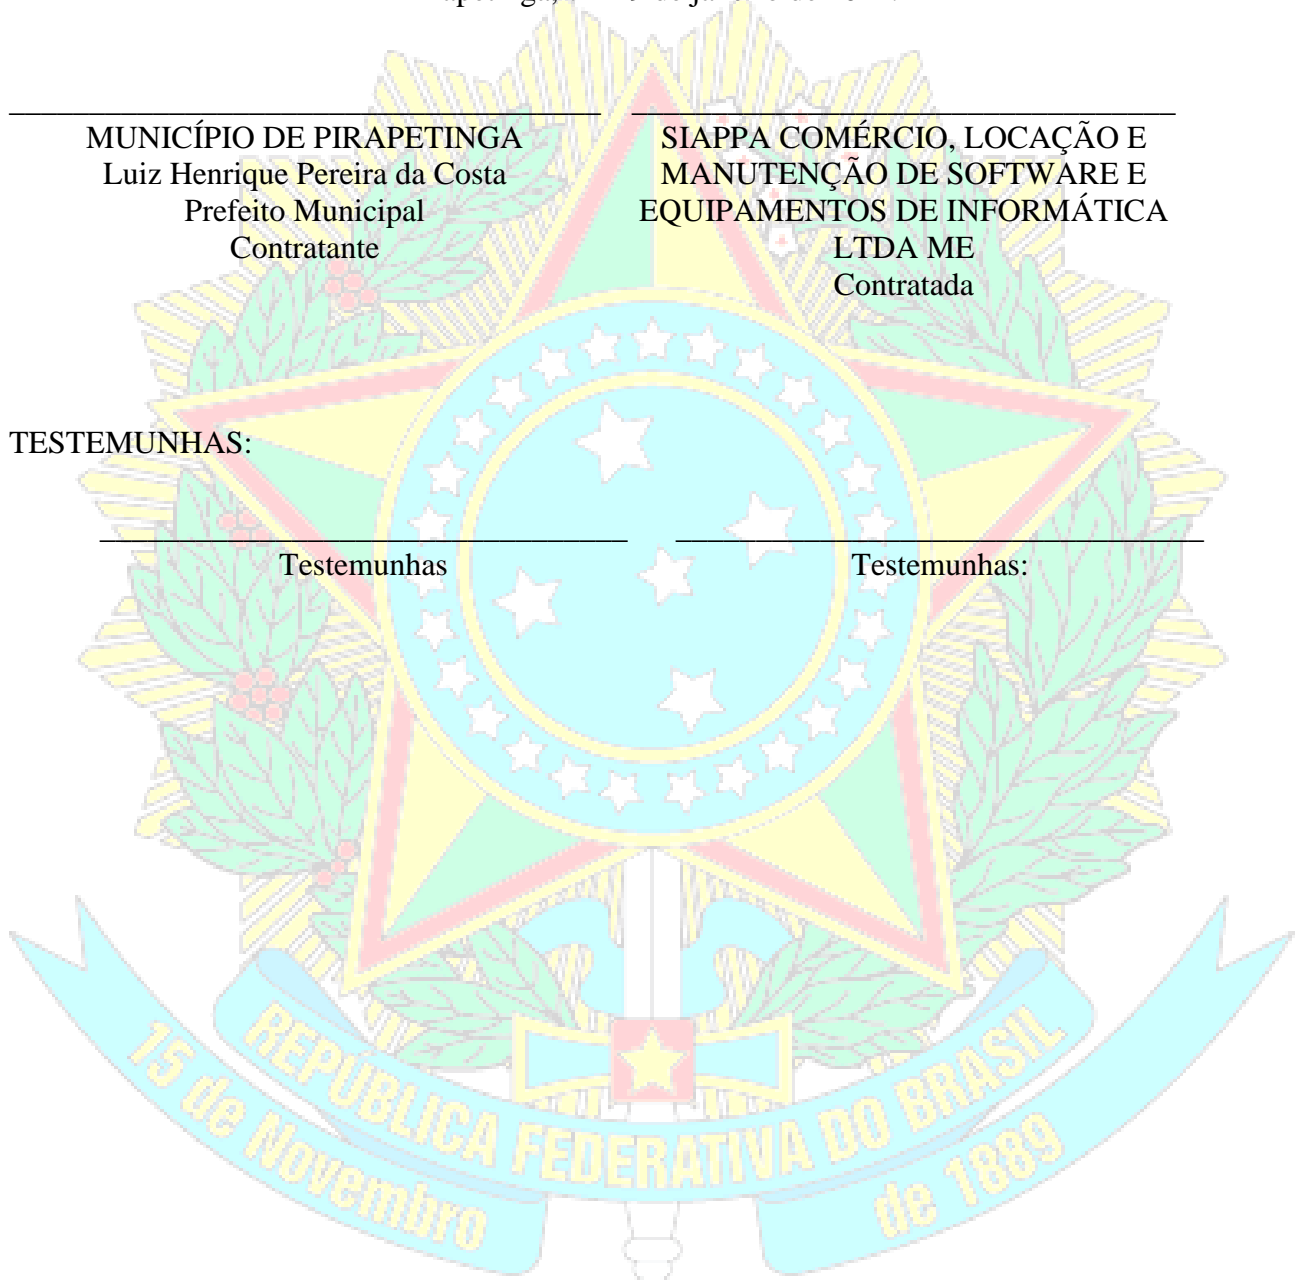 MUNICÍPIO DE PIRAPETINGA
Luiz Henrique Pereira da Costa
Prefeito Municipal
Contratante
SIAPPA COMÉRCIO, LOCAÇÃO E
MANUTENÇÃO DE SOFTWARE E
EQUIPAMENTOS DE INFORMÁTICA
LTDA ME
Contratada
TESTEMUNHAS:
Testemunhas
Testemunhas:
REPÚBLICA FEDERATIVA DO BRASIL
15 de Novembro
de 1889